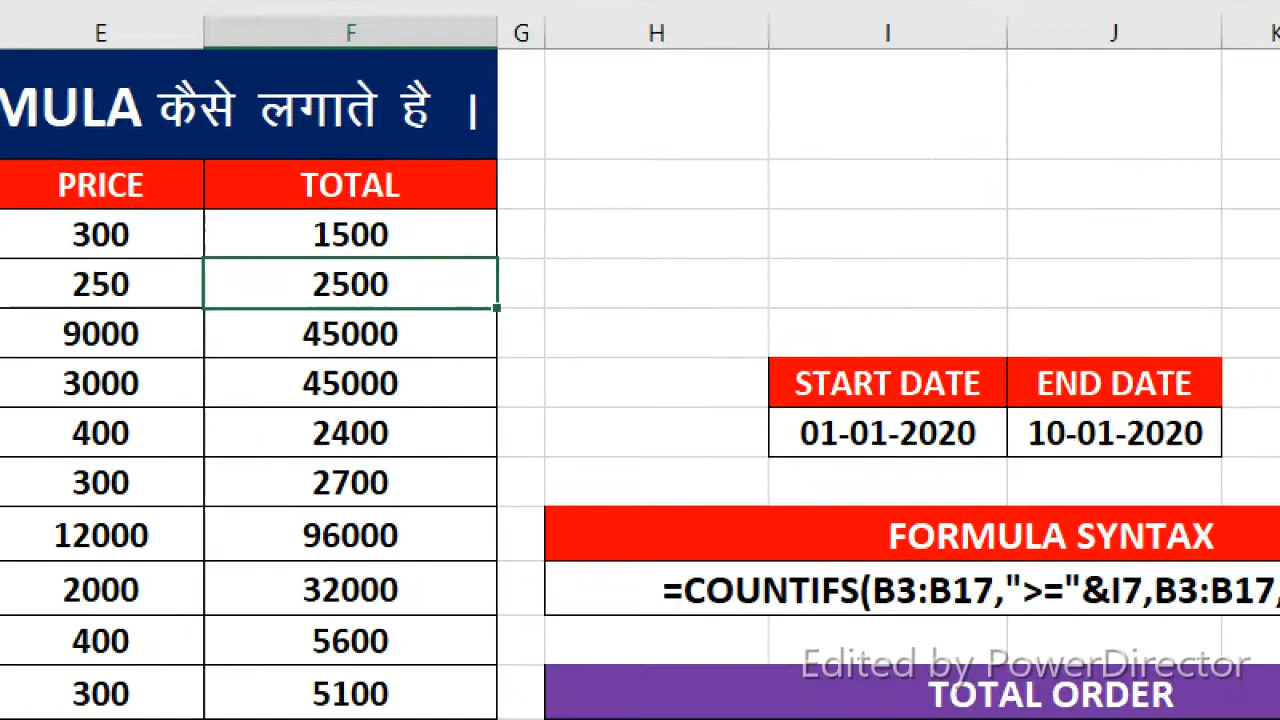 E F G H I J K
MULA कैसे लगाते है ।
PRICE TOTAL
300 1500
250 2500
9000 45000
3000 45000
START DATE END DATE
400 2400
01-01-2020 10-01-2020
300 2700
12000 96000
FORMULA SYNTAX
2000 32000
=COUNTIFS(B3:B17,">="&I7,B3:B17,
400 5600
Edited by PowerDirector
300 5100
TOTAL ORDER